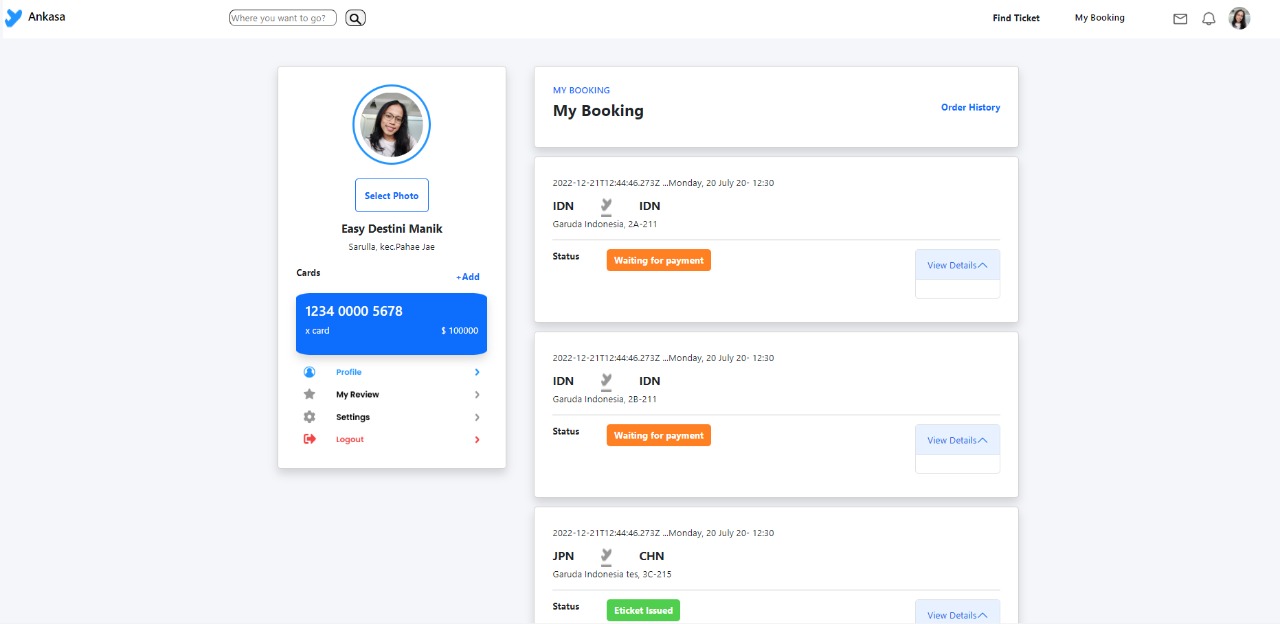 Ankasa
Where you want to go?
Find Ticket
My Booking
Select Photo
Easy Destini Manik
Sarulla, kec.Pahae Jae
Cards
+Add
1234 0000 5678
x card
$ 100000
Profile
My Review
Settings
Logout
MY BOOKING
My Booking
Order History
2022-12-21T12:44:46.273Z ...Monday, 20 July 20- 12:30
IDN IDN
Garuda Indonesia, 2A-211
Status
Waiting for payment
View Details
2022-12-21T12:44:46.273Z ...Monday, 20 July 20- 12:30
IDN IDN
Garuda Indonesia, 2B-211
Status
Waiting for payment
View Details
2022-12-21T12:44:46.273Z ...Monday, 20 July 20- 12:30
JPN CHN
Garuda Indonesia tes, 3C-215
Status
Eticket Issued
View Details